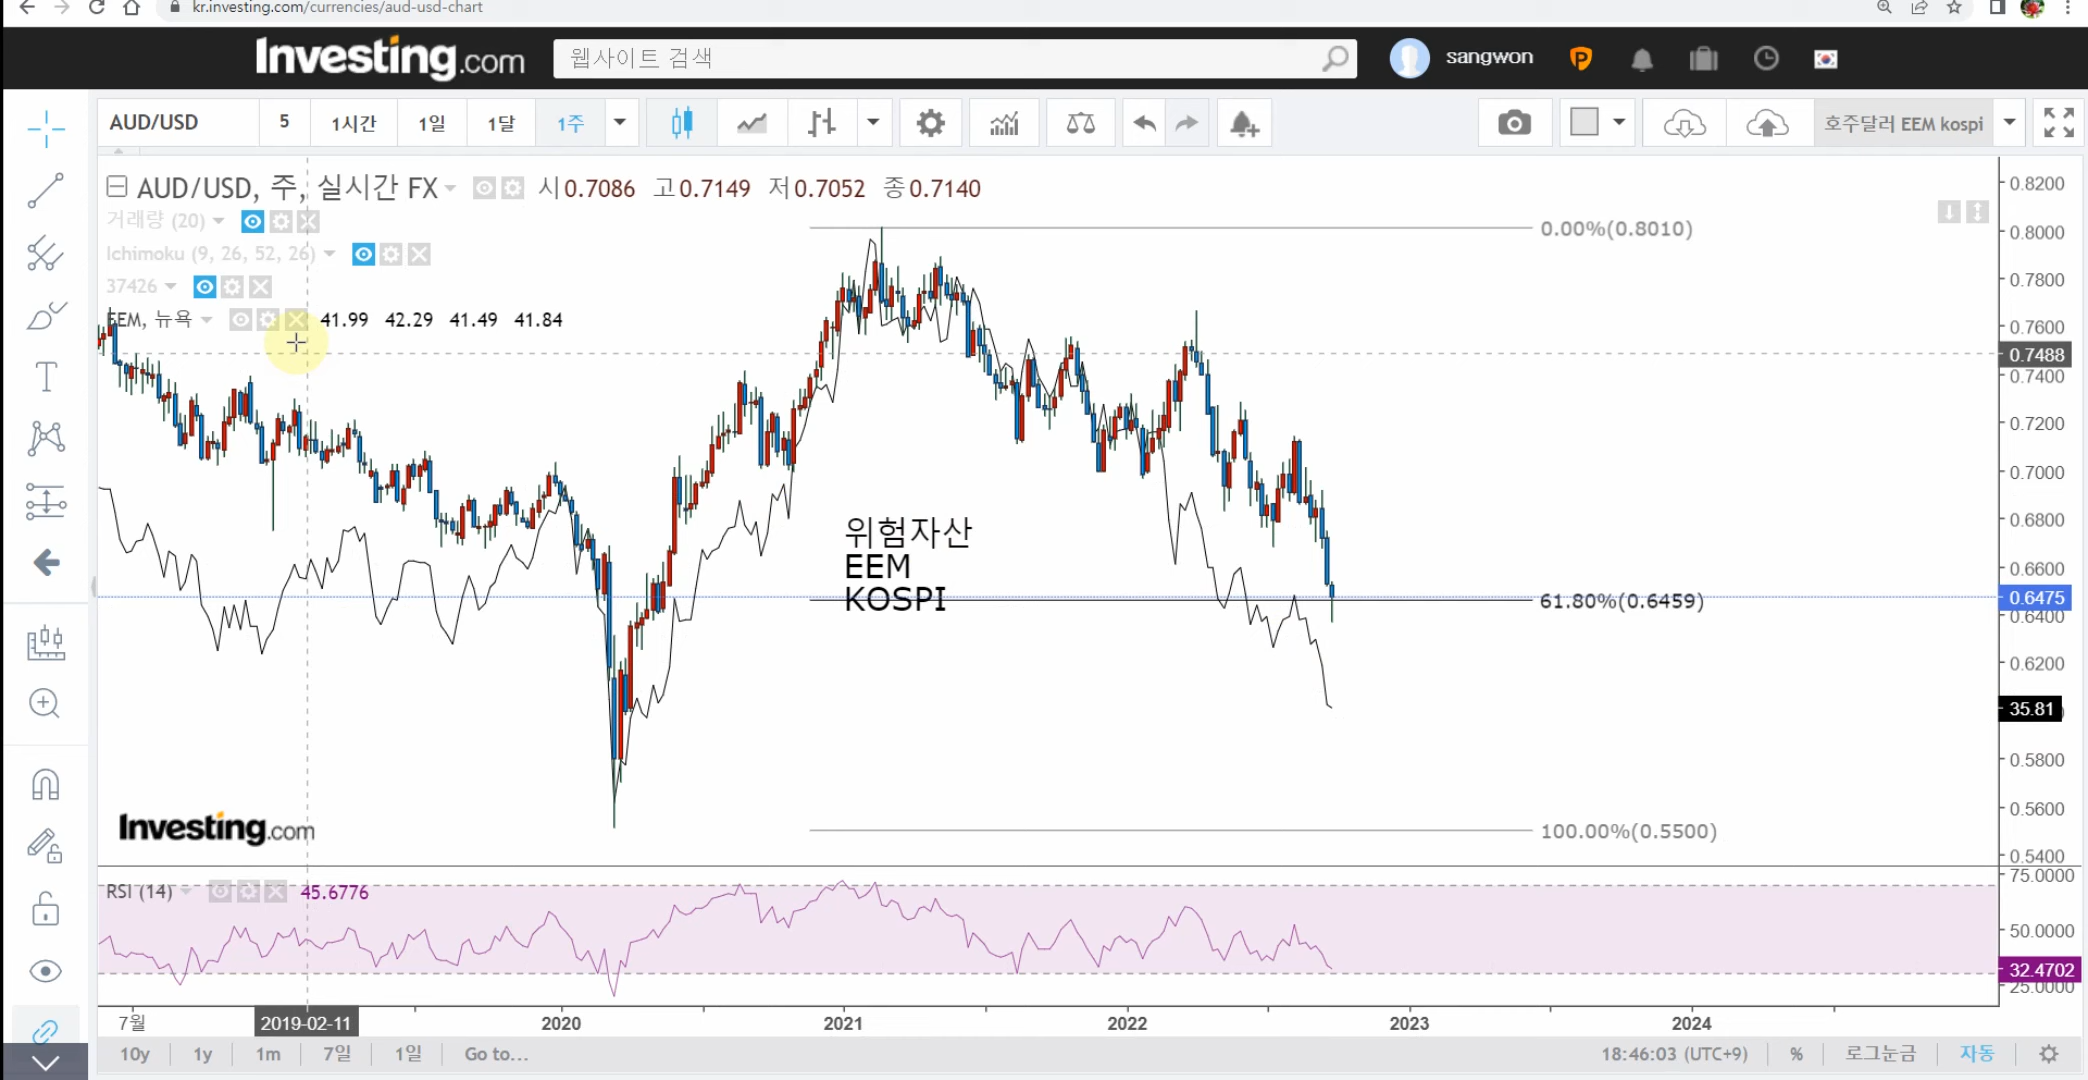 kr.investing.com/currencies/aud-usd-chart
Investing.com
웹사이트 검색
sangwon
P
AUD/USD
5
1시간
1일
1달
1주
호주달러 EEM kospi
AUD/USD, 주, 실시간 FX
시0.7086 고0.7149 저0.7052 종0.7140
거래량 (20)
Ichimoku (9, 26, 52, 26)
37426
EEM, 뉴욕 41.99 42.29 41.49 41.84
0.00%(0.8010)
위험자산
EEM
KOSPI
61.80%(0.6459)
100.00%(0.5500)
0.8200
0.8000
0.7800
0.7600
0.7488
0.7400
0.7200
0.7000
0.6800
0.6600
0.6475
0.6400
0.6200
35.81
0.5800
0.5600
0.5400
Investing.com
RSI (14) 45.6776
75.0000
50.0000
32.4702
25.0000
7월
2019-02-11
2020
2021
2022
2023
2024
10y
1y
1m
7일
1일
Go to...
18:46:03 (UTC+9)
%
로그눈금
자동